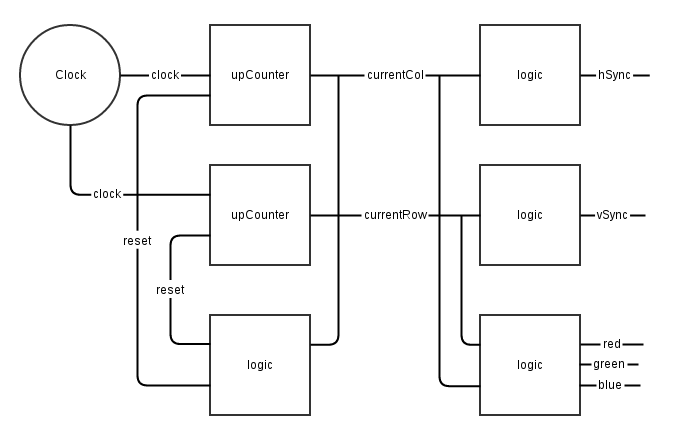 Clock
clock
upCounter
currentCol
logic
hSync
clock
upCounter
currentRow
logic
vSync
reset
reset
logic
logic
red
green
blue